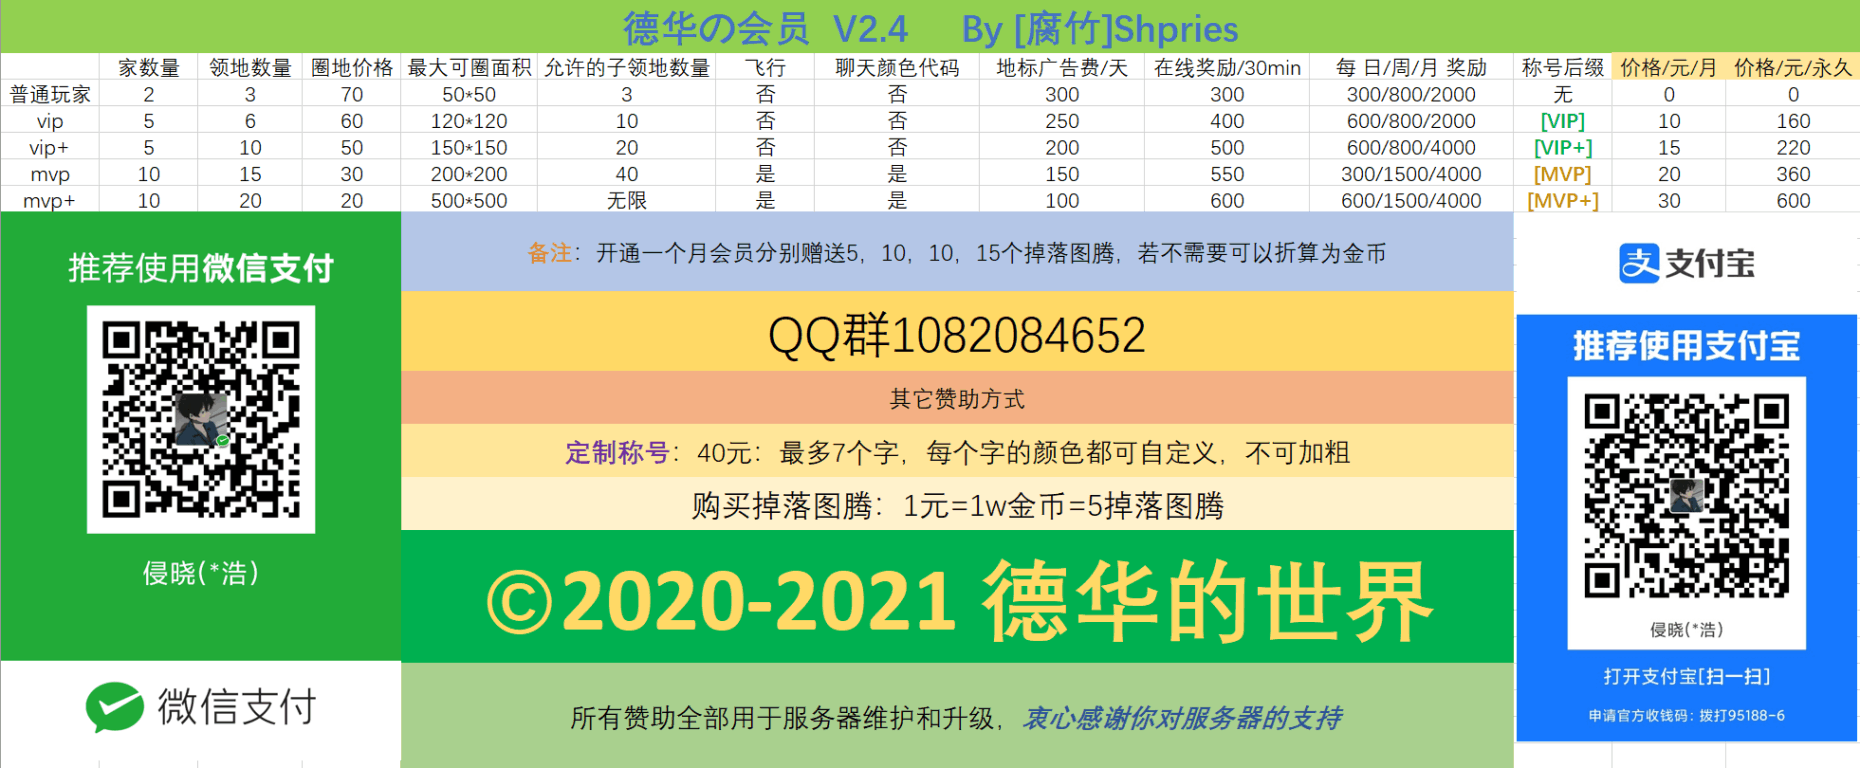 德华の会员 V2.4 By [腐竹]Shpries
家数量 领地数量 圈地价格 最大可圈面积 允许的子领地数量 飞行 聊天颜色代码 地标广告费/天 在线奖励/30min 每 日/周/月 奖励 称号后缀 价格/元/月 价格/元/永久
普通玩家 2 3 70 50*50 3 否 否 300 300 300/800/2000 无 0 0
vip 5 6 60 120*120 10 否 否 250 400 600/800/2000 [VIP] 10 160
vip+ 5 10 50 150*150 20 否 否 200 500 600/800/4000 [VIP+] 15 220
mvp 10 15 30 200*200 40 是 是 150 550 300/1500/4000 [MVP] 20 360
mvp+ 10 20 20 500*500 无限 是 是 100 600 600/1500/4000 [MVP+] 30 600
推荐使用微信支付
侵晓(*浩)
微信支付
备注：开通一个月会员分别赠送5，10，10，15个掉落图腾，若不需要可以折算为金币
QQ群1082084652
其它赞助方式
定制称号：40元：最多7个字，每个字的颜色都可自定义，不可加粗
购买掉落图腾：1元=1w金币=5掉落图腾
©2020-2021 德华的世界
所有赞助全部用于服务器维护和升级，衷心感谢你对服务器的支持
支付宝
推荐使用支付宝
侵晓(*浩)
打开支付宝[扫一扫]
申请官方收钱码：拨打95188-6